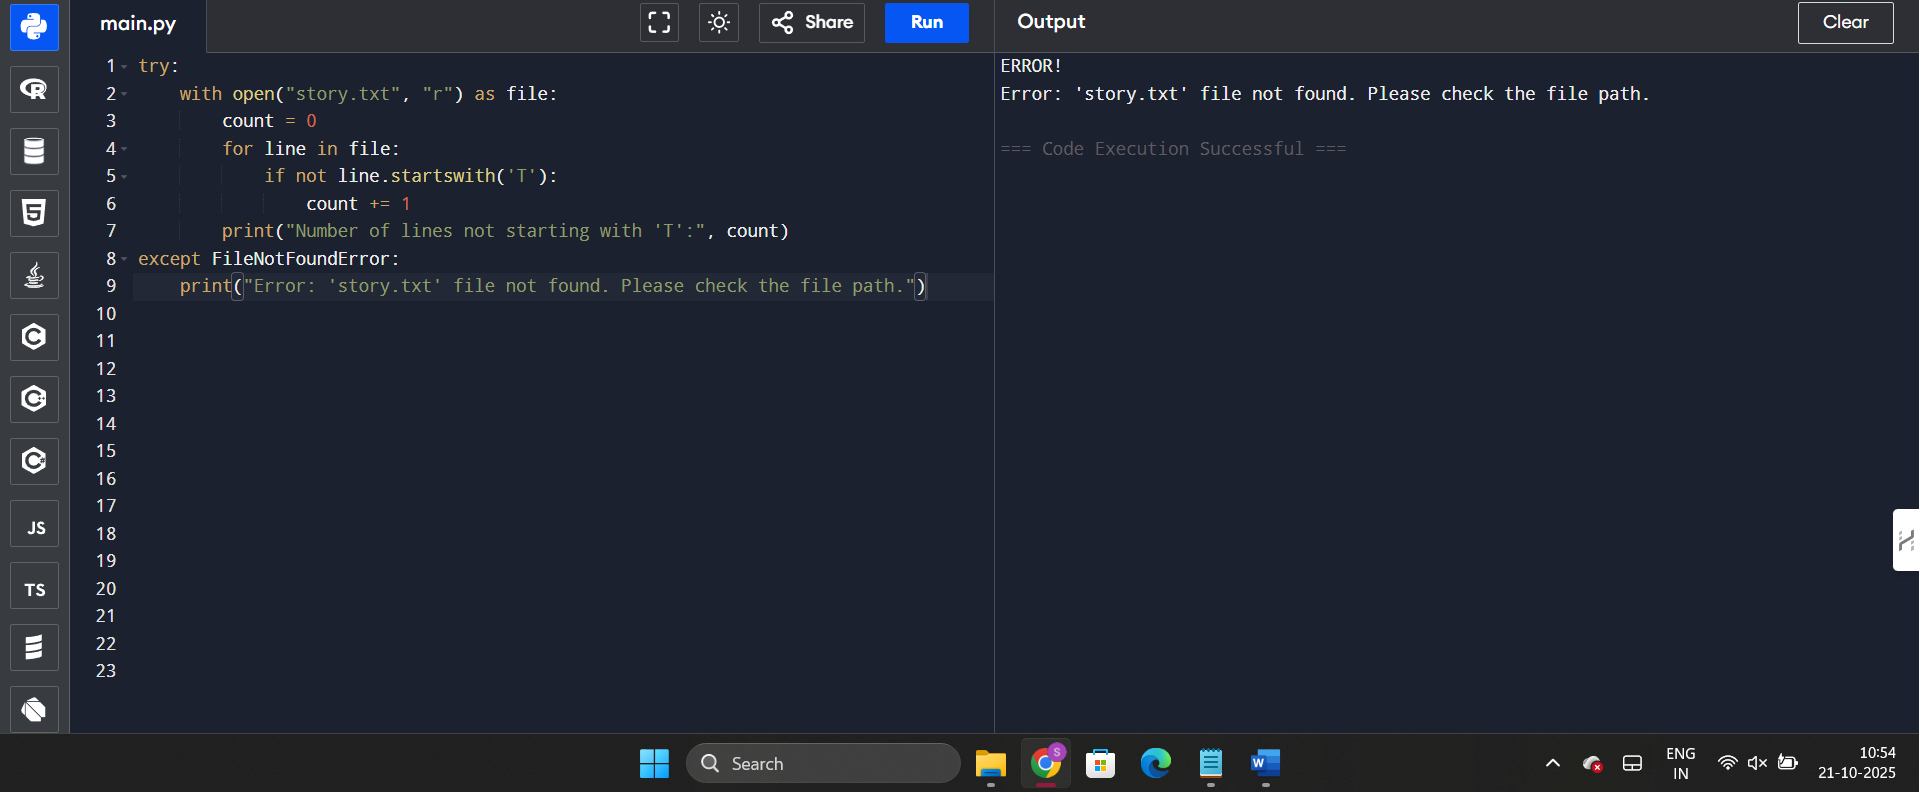 main.py
Share
Run
Output
Clear
1 try:
2     with open("story.txt", "r") as file:
3         count = 0
4         for line in file:
5             if not line.startswith('T'):
6                 count += 1
7         print("Number of lines not starting with 'T':", count)
8 except FileNotFoundError:
9     print("Error: 'story.txt' file not found. Please check the file path.")
10
11
12
13
14
15
16
17
18
19
20
21
22
23
ERROR!
Error: 'story.txt' file not found. Please check the file path.
=== Code Execution Successful ===
R
5
C
C++
C#
JS
TS
Search
S
W
ENG
IN
10:54
21-10-2025